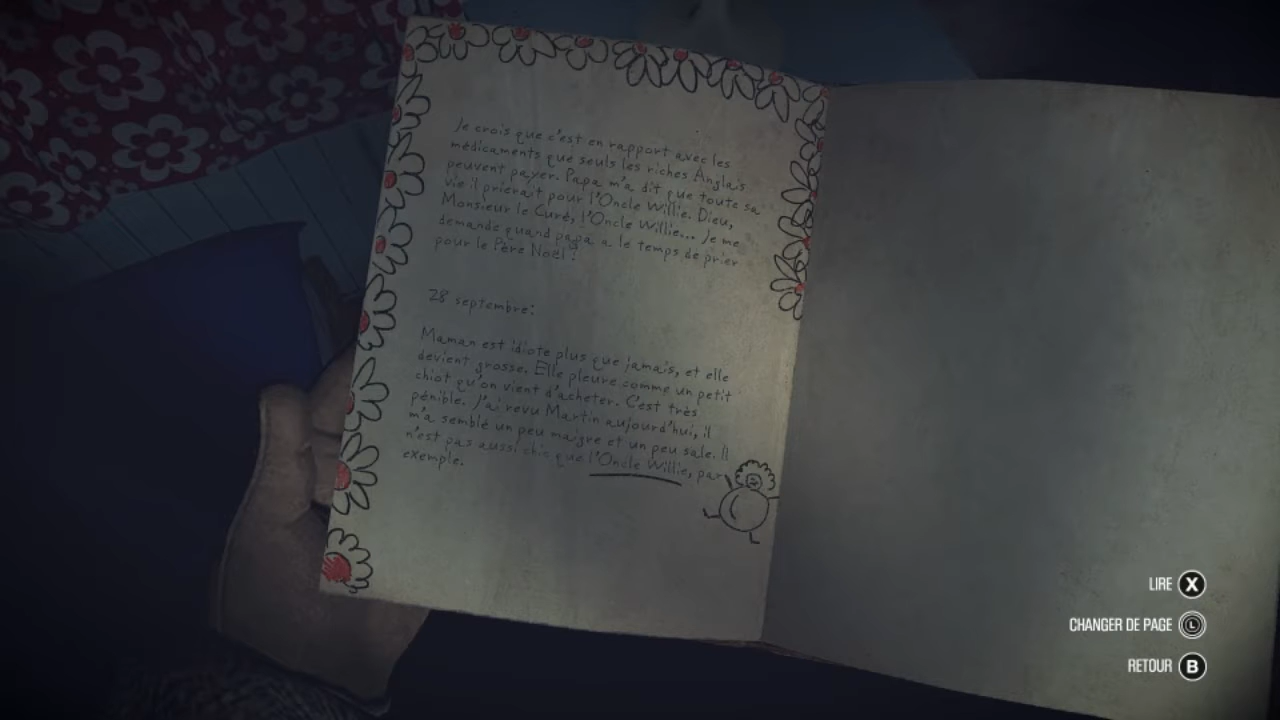 Je crois que c'est en rapport avec les
médicaments que seuls les riches Anglais
peuvent payer. Papa m'a dit que toute sa
vie il prierait pour l'Oncle Willie. Dieu,
Monsieur le Curé, l'Oncle Willie... Je me
demande quand papa a le temps de prier
pour le Père Noël !
28 septembre:
Maman est idiote plus que jamais, et elle
devient grosse. Elle pleure comme un petit
chiot qu'on vient d'acheter. C'est très
pénible. J'ai revu Martin aujourd'hui, il
m'a semblé un peu maigre et un peu sale. Il
n'est pas aussi chic que l'Oncle Willie, par
exemple.
LIRE X
CHANGER DE PAGE L
RETOUR B